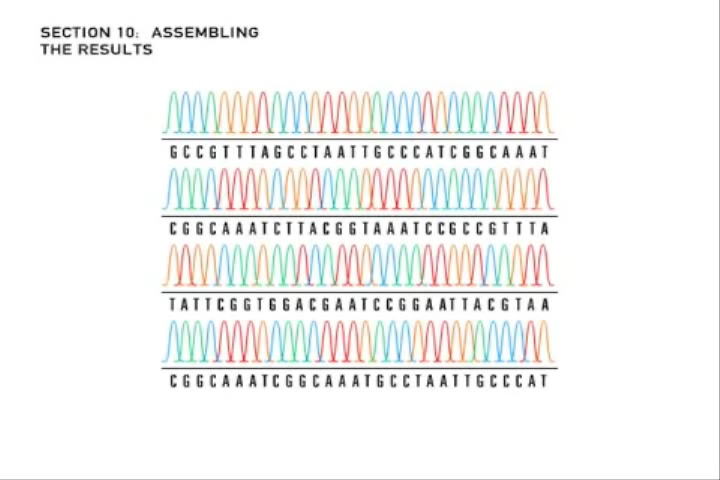 SECTION 10: ASSEMBLING
THE RESULTS
GCCGTTTAGCCTAATTGCCCATCGGCAAAT
CGGCAAATCTTACGGTAAATCCGCCGTTTA
TATTCGGTGGACGAATCCGGAATTACGTAA
CGGCAAATCGGCAAATGCCTAATTGCCCAT